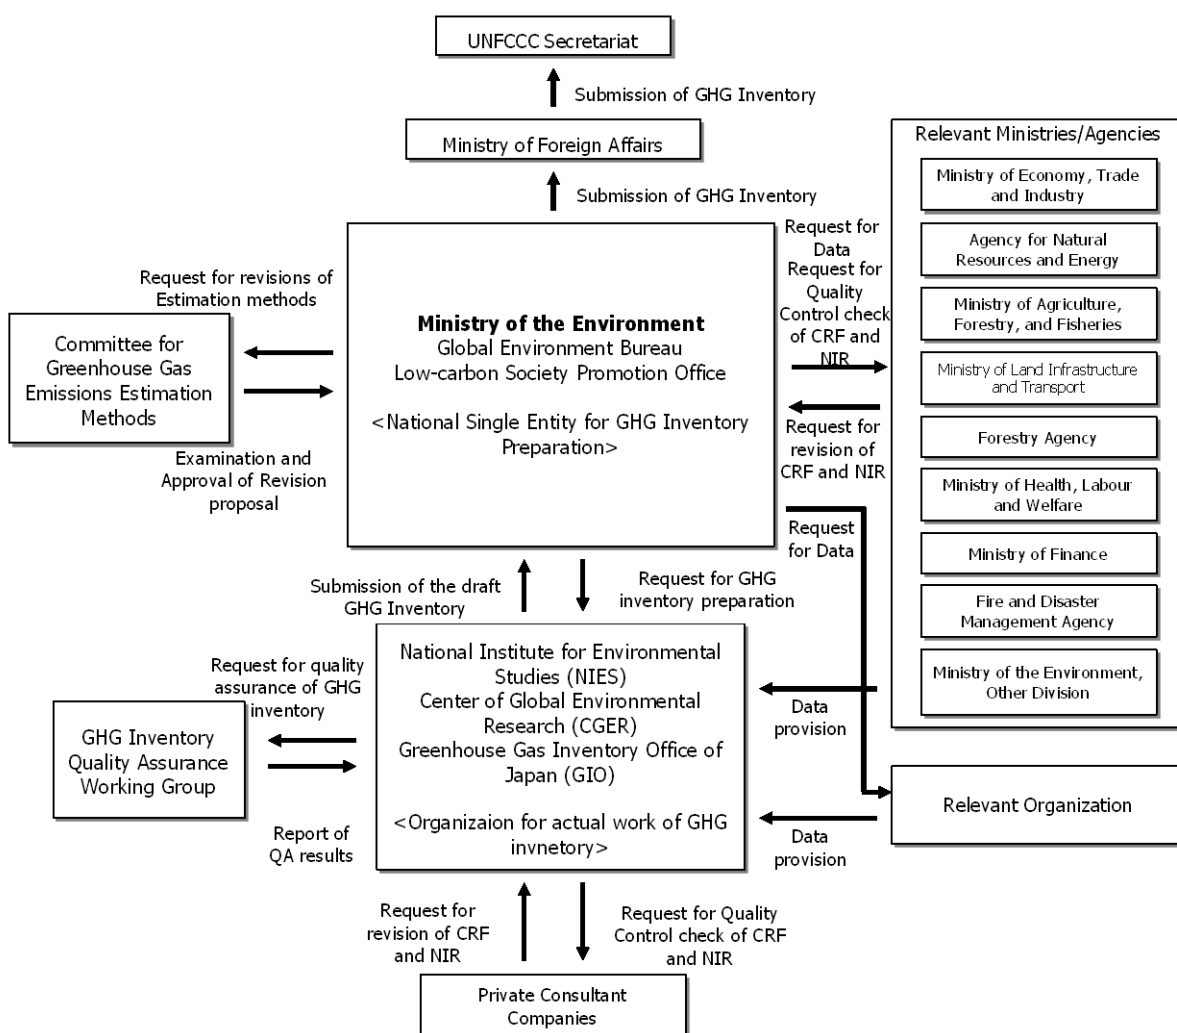 UNFCCC Secretariat
Submission of GHG Inventory
Ministry of Foreign Affairs
Submission of GHG Inventory
Relevant Ministries/Agencies
Ministry of Economy, Trade
and Industry
Agency for Natural
Resources and Energy
Ministry of Agriculture,
Forestry, and Fisheries
Ministry of Land Infrastructure
and Transport
Forestry Agency
Ministry of Health, Labour
and Welfare
Ministry of Finance
Fire and Disaster
Management Agency
Ministry of the Environment,
Other Division
Request for
Data
Request for
Quality
Control check
of CRF and
NIR
Request for
revision of
CRF and NIR
Request
for Data
Request for revisions of
Estimation methods
Committee for
Greenhouse Gas
Emissions Estimation
Methods
Examination and
Approval of Revision
proposal
Ministry of the Environment
Global Environment Bureau
Low-carbon Society Promotion Office
<National Single Entity for GHG Inventory
Preparation>
Submission of the draft
GHG Inventory
Request for GHG
inventory preparation
National Institute for Environmental
Studies (NIES)
Center of Global Environmental
Research (CGER)
Greenhouse Gas Inventory Office of
Japan (GIO)
<Organizaion for actual work of GHG
invnetory>
Request for quality
assurance of GHG
inventory
GHG Inventory
Quality Assurance
Working Group
Report of
QA results
Data
provision
Relevant Organization
Data
provision
Request for
revision of CRF
and NIR
Request for Quality
Control check of CRF
and NIR
Private Consultant
Companies